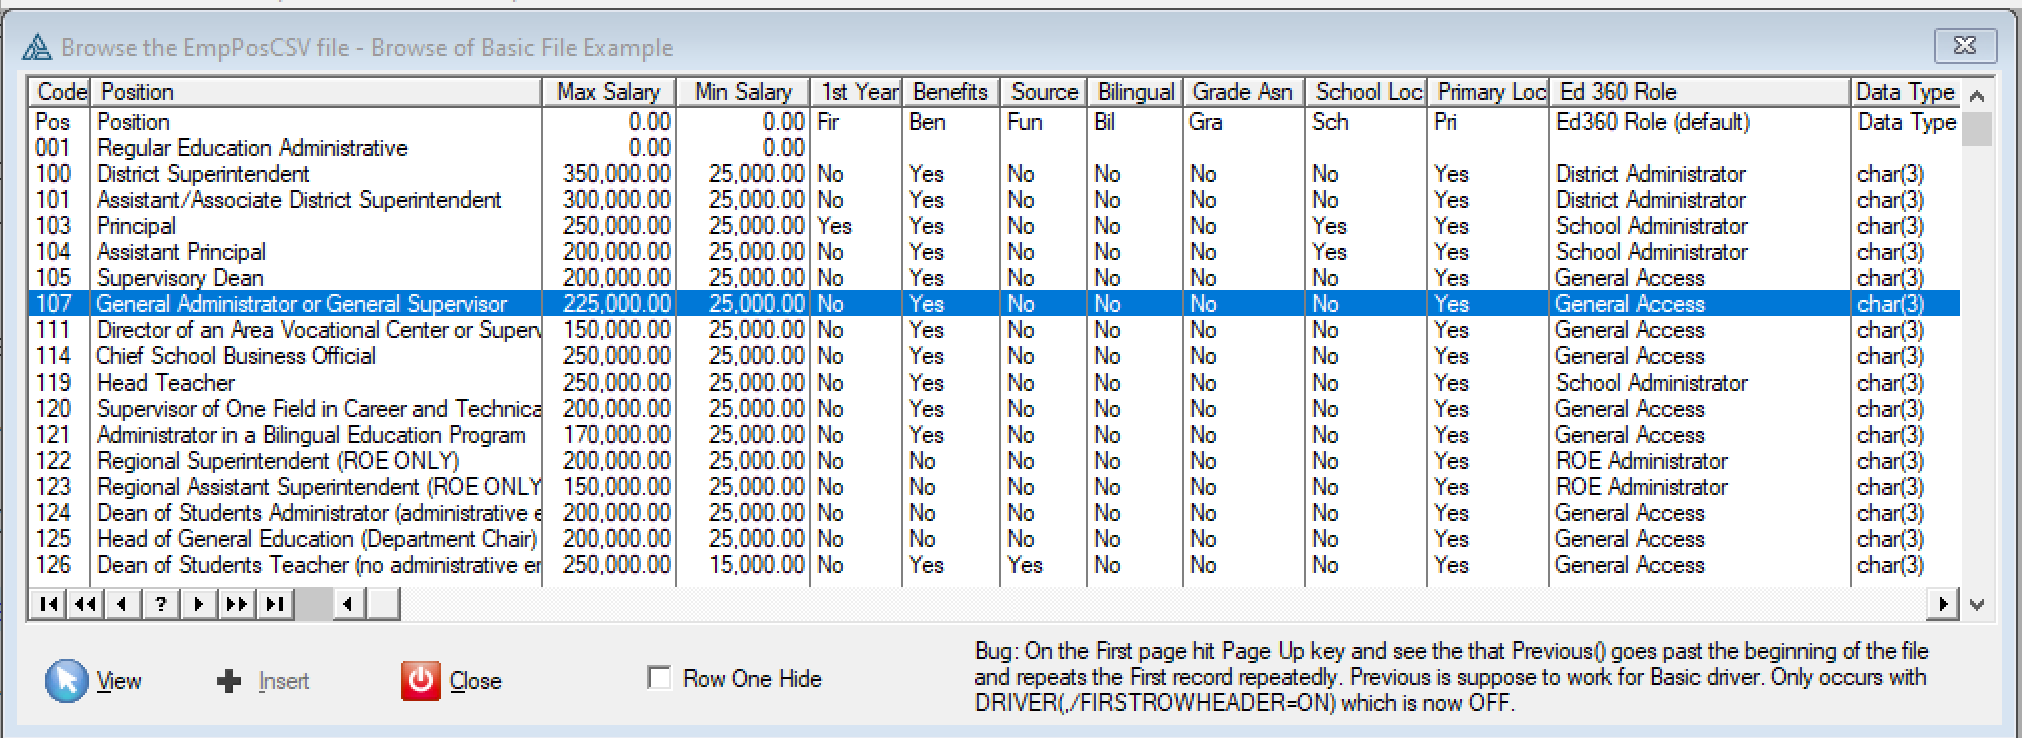 Browse the EmpPosCSV file - Browse of Basic File Example
Code Position Max Salary Min Salary 1st Year Benefits Source Bilingual Grade Asn School Loc Primary Loc Ed 360 Role Data Type
Pos Position 0.00 0.00 Fir Ben Fun Bil Gra Sch Pri Ed360 Role (default) Data Type
001 Regular Education Administrative 0.00 0.00
100 District Superintendent 350,000.00 25,000.00 No Yes No No No No Yes District Administrator char(3)
101 Assistant/Associate District Superintendent 300,000.00 25,000.00 No Yes No No No No Yes District Administrator char(3)
103 Principal 250,000.00 25,000.00 Yes Yes No No No Yes Yes School Administrator char(3)
104 Assistant Principal 200,000.00 25,000.00 No Yes No No No Yes Yes School Administrator char(3)
105 Supervisory Dean 200,000.00 25,000.00 No Yes No No No No Yes General Access char(3)
107 General Administrator or General Supervisor 225,000.00 25,000.00 No Yes No No No No Yes General Access char(3)
111 Director of an Area Vocational Center or Superv 150,000.00 25,000.00 No Yes No No No No Yes General Access char(3)
114 Chief School Business Official 250,000.00 25,000.00 No Yes No No No No Yes General Access char(3)
119 Head Teacher 250,000.00 25,000.00 No Yes No No No No Yes School Administrator char(3)
120 Supervisor of One Field in Career and Technica 200,000.00 25,000.00 No Yes No No No No Yes General Access char(3)
121 Administrator in a Bilingual Education Program 170,000.00 25,000.00 No Yes No No No No Yes General Access char(3)
122 Regional Superintendent (ROE ONLY) 200,000.00 25,000.00 No No No No No No Yes ROE Administrator char(3)
123 Regional Assistant Superintendent (ROE ONLY 150,000.00 25,000.00 No No No No No No Yes ROE Administrator char(3)
124 Dean of Students Administrator (administrative e 200,000.00 25,000.00 No No No No No No Yes General Access char(3)
125 Head of General Education (Department Chair) 200,000.00 25,000.00 No No No No No No Yes General Access char(3)
126 Dean of Students Teacher (no administrative er 250,000.00 15,000.00 No Yes Yes No No No Yes General Access char(3)
?
View Insert Close Row One Hide
Bug: On the First page hit Page Up key and see the that Previous() goes past the beginning of the file
and repeats the First record repeatedly. Previous is suppose to work for Basic driver. Only occurs with
DRIVER(,/FIRSTROWHEADER=ON) which is now OFF.